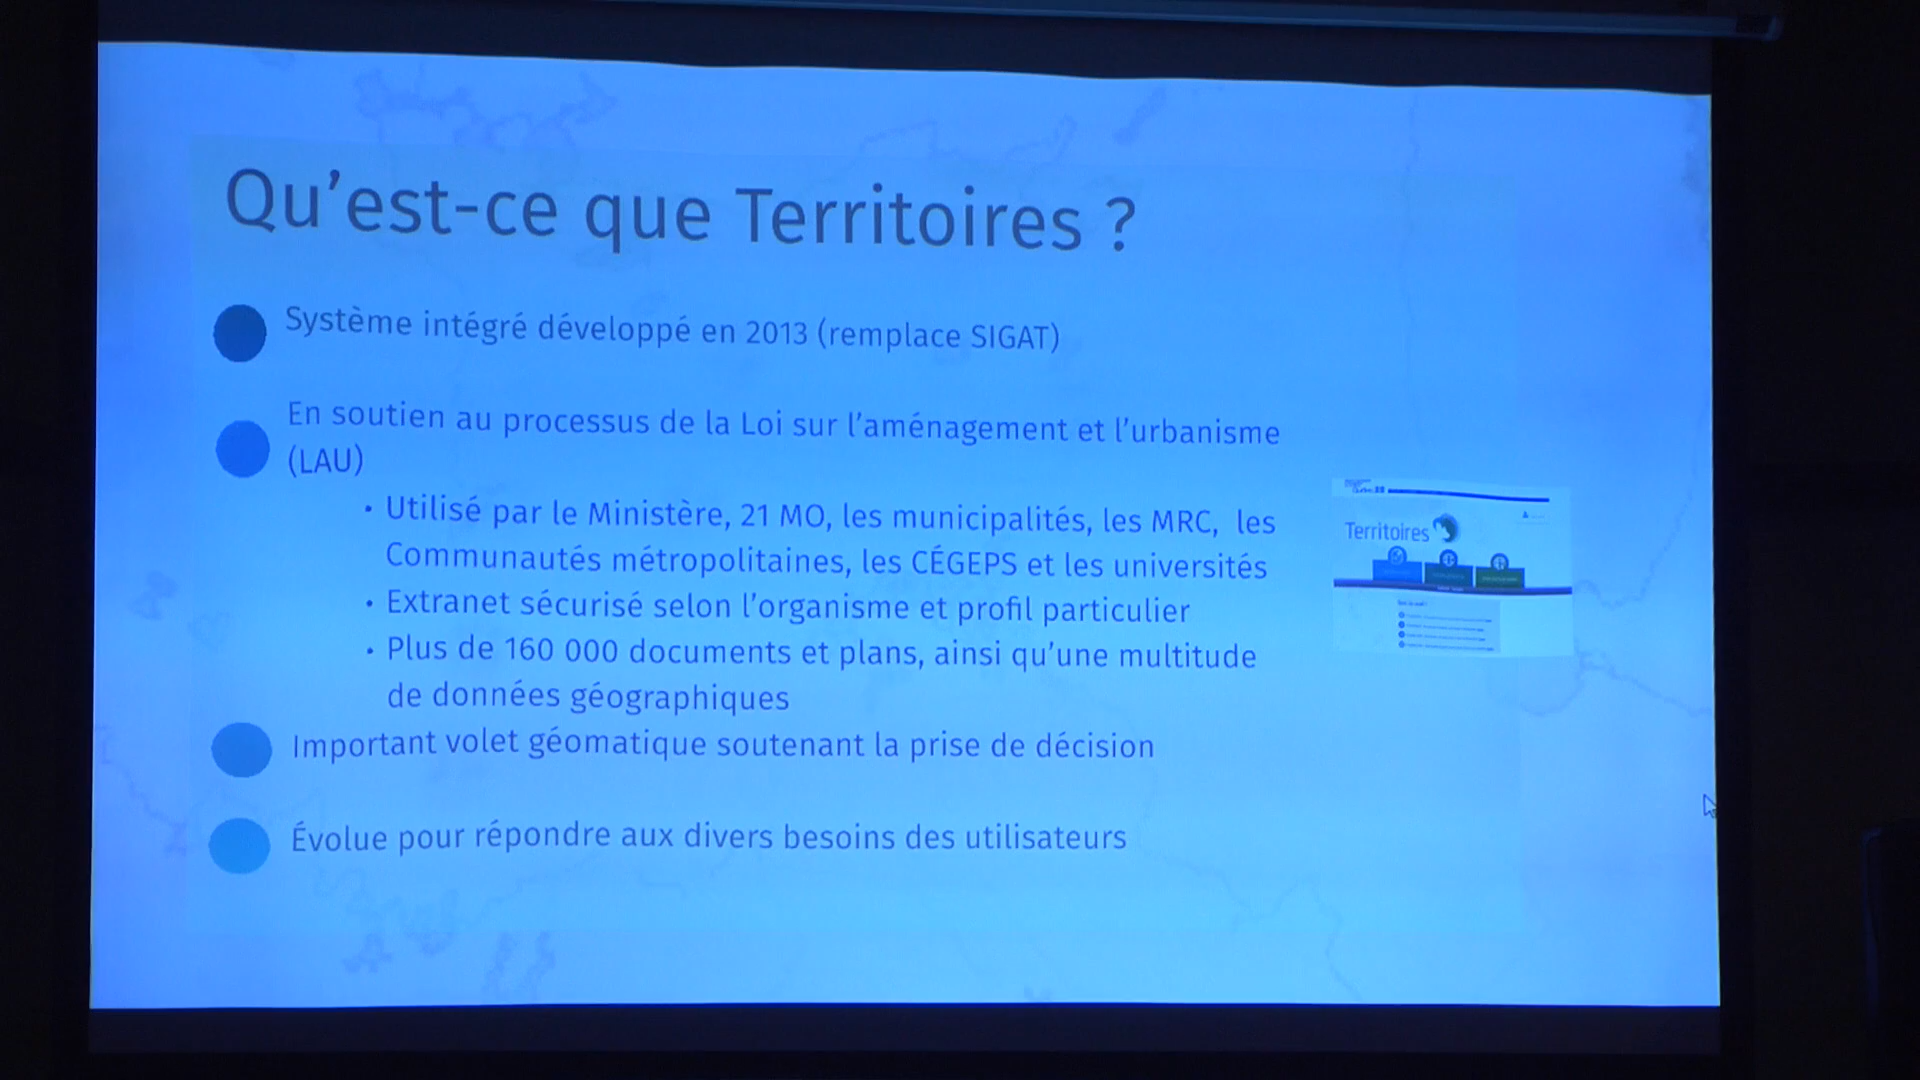 Qu'est-ce que Territoires ?
Système intégré développé en 2013 (remplace SIGAT)
En soutien au processus de la Loi sur l'aménagement et l'urbanisme
(LAU)
· Utilisé par le Ministère, 21 MO, les municipalités, les MRC, les
Communautés métropolitaines, les CÉGEPS et les universités
· Extranet sécurisé selon l'organisme et profil particulier
· Plus de 160 000 documents et plans, ainsi qu'une multitude
de données géographiques
Territoires
Important volet géomatique soutenant la prise de décision
Évolue pour répondre aux divers besoins des utilisateurs